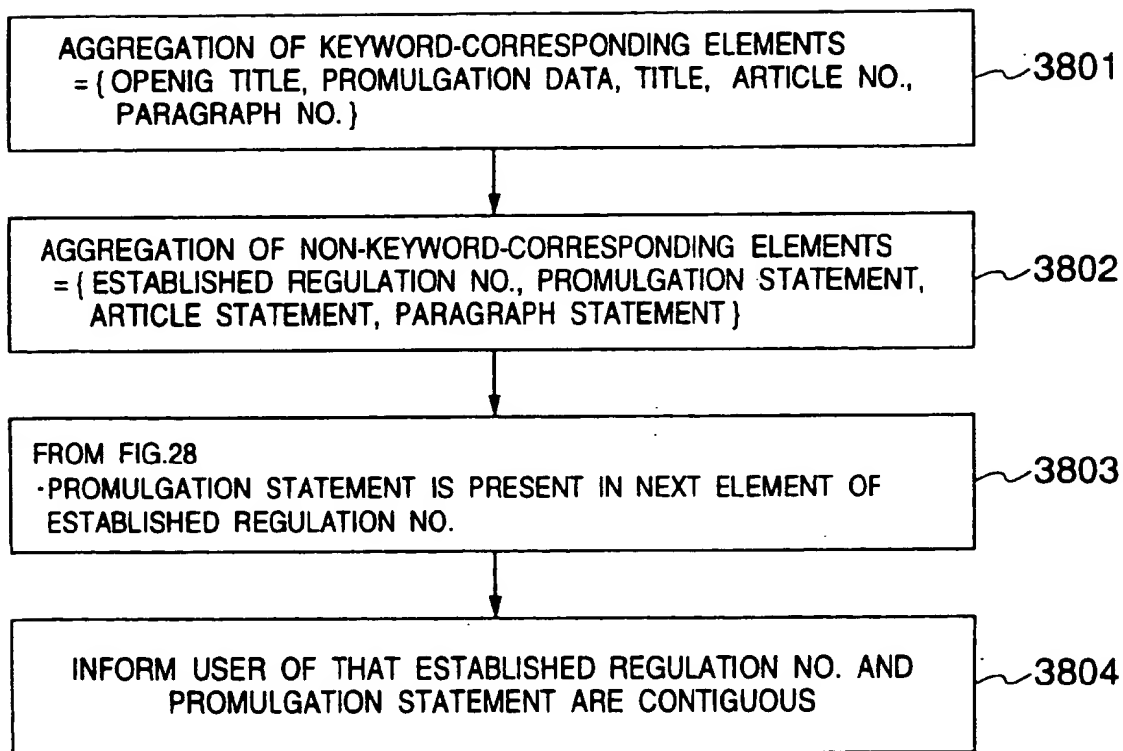 AGGREGATION OF KEYWORD-CORRESPONDING ELEMENTS
= { OPENIG TITLE, PROMULGATION DATA, TITLE, ARTICLE NO.,
PARAGRAPH NO. }
3801
AGGREGATION OF NON-KEYWORD-CORRESPONDING ELEMENTS
= { ESTABLISHED REGULATION NO., PROMULGATION STATEMENT,
ARTICLE STATEMENT, PARAGRAPH STATEMENT }
3802
FROM FIG.28
·PROMULGATION STATEMENT IS PRESENT IN NEXT ELEMENT OF
ESTABLISHED REGULATION NO.
3803
INFORM USER OF THAT ESTABLISHED REGULATION NO. AND
PROMULGATION STATEMENT ARE CONTIGUOUS
3804